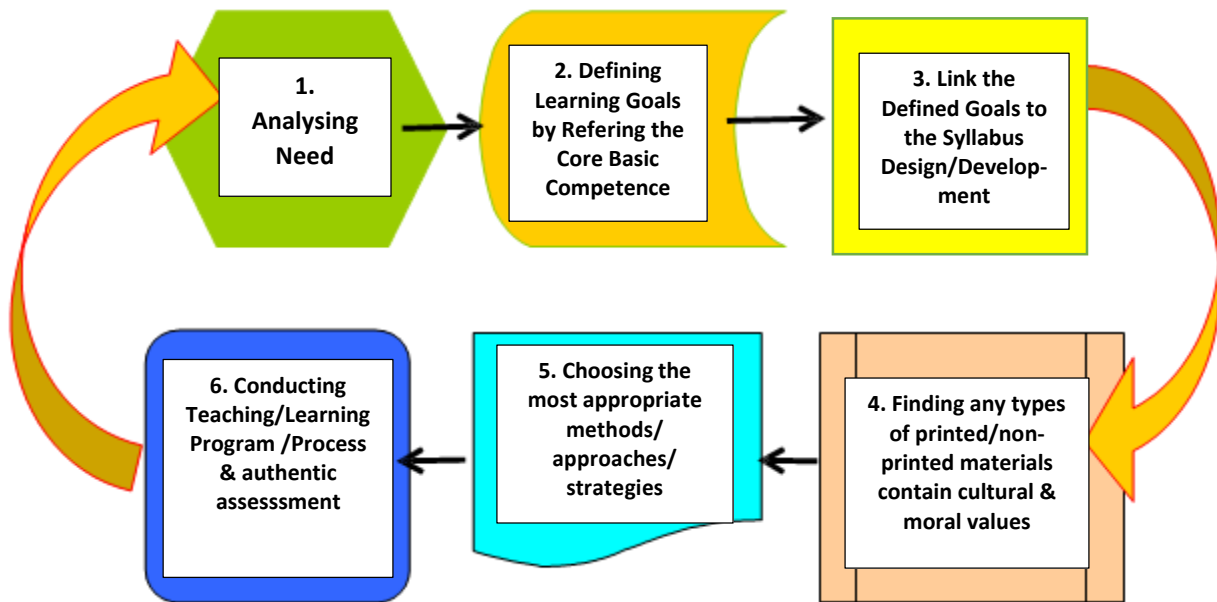 1.
Analysing
Need
2. Defining
Learning Goals
by Refering the
Core Basic
Competence
3. Link the
Defined Goals to
the Syllabus
Design/Develop-
ment
4. Finding any types
of printed/non-
printed materials
contain cultural &
moral values
5. Choosing the
most appropriate
methods/
approaches/
strategies
6. Conducting
Teaching/Learning
Program /Process
& authentic
assesssment